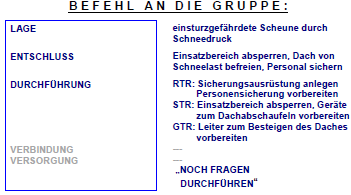 BEFEHL AN DIE GRUPPE:
LAGE einsturzgefährdete Scheune durch
Schneedruck
ENTSCHLUSS Einsatzbereich absperren, Dach von
Schneelast befreien, Personal sichern
DURCHFÜHRUNG RTR: Sicherungsausrüstung anlegen
Personensicherung vorbereiten
STR: Einsatzbereich absperren, Geräte
zum Dachabschaufeln vorbereiten
GTR: Leiter zum Besteigen des Daches
vorbereiten
VERBINDUNG ---
VERSORGUNG ---
„NOCH FRAGEN
DURCHFÜHREN“